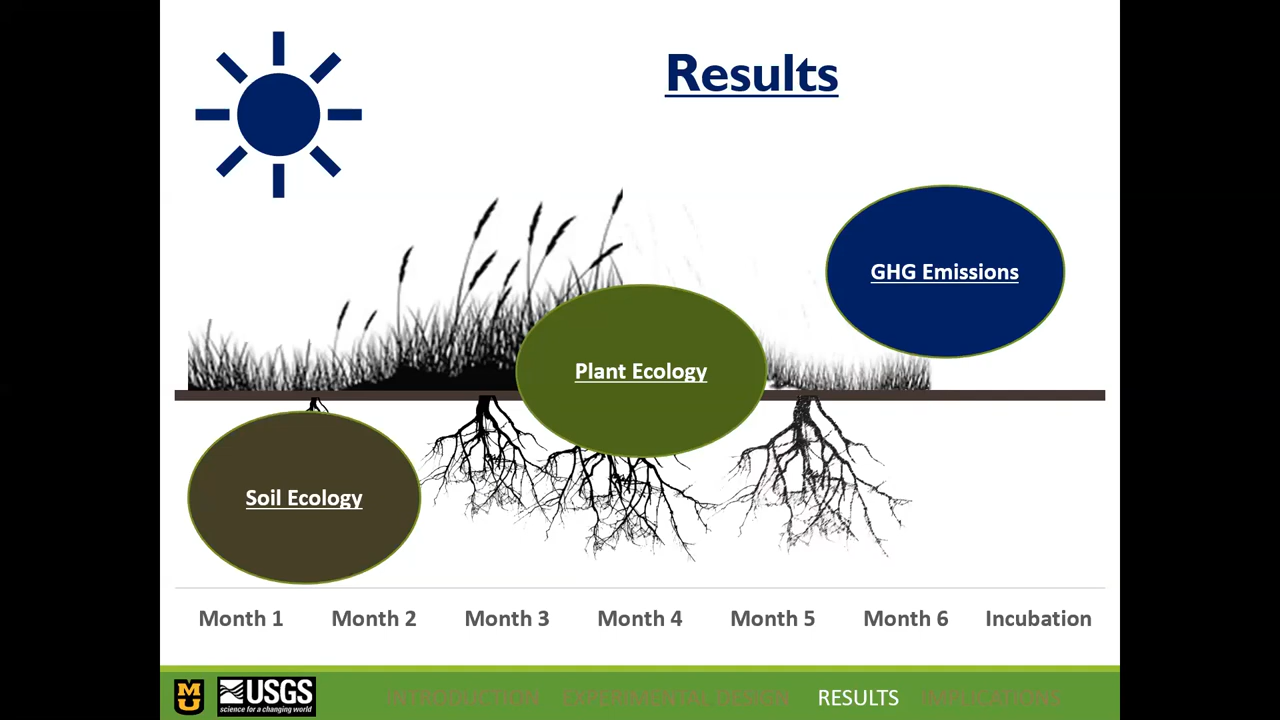 Results
GHG Emissions
Plant Ecology
Soil Ecology
Month 1 Month 2 Month 3 Month 4 Month 5 Month 6 Incubation
MU
USGS
science for a changing world
INTRODUCTION EXPERIMENTAL DESIGN RESULTS IMPLICATIONS